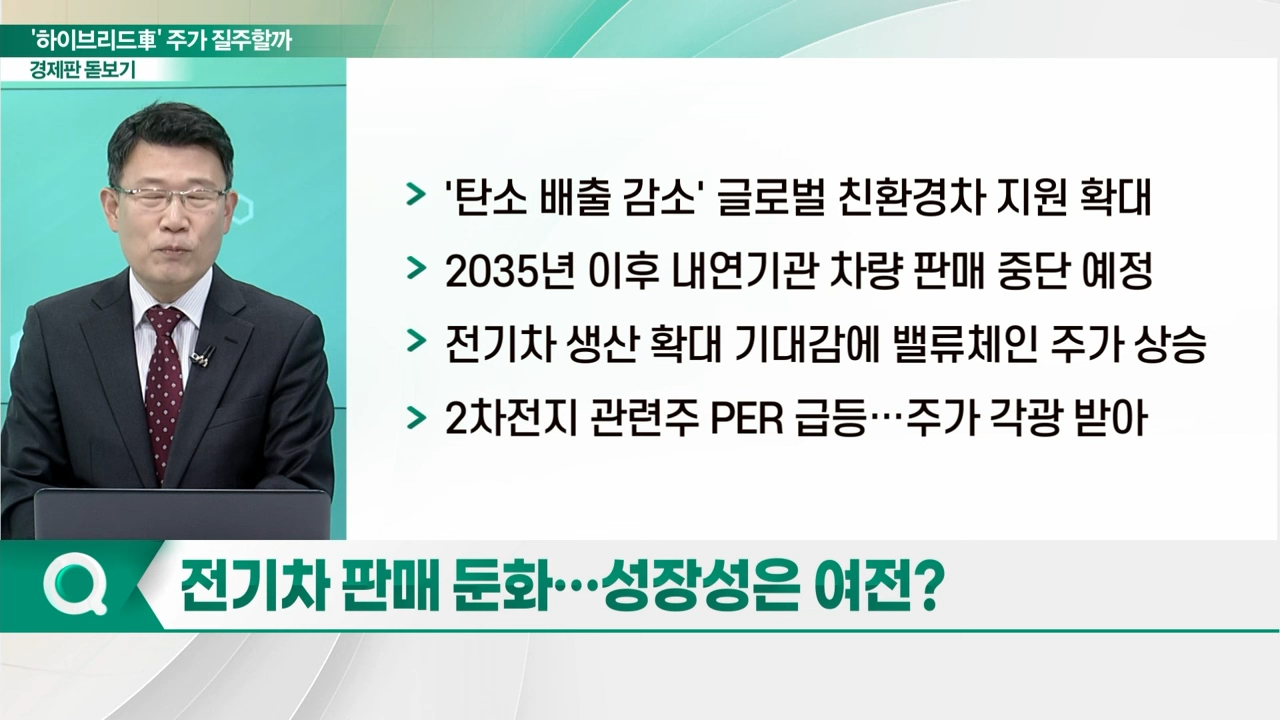 '하이브리드車' 주가 질주할까
경제판 돋보기
'탄소 배출 감소' 글로벌 친환경차 지원 확대
2035년 이후 내연기관 차량 판매 중단 예정
전기차 생산 확대 기대감에 밸류체인 주가 상승
2차전지 관련주 PER 급등…주가 각광 받아
전기차 판매 둔화…성장성은 여전?